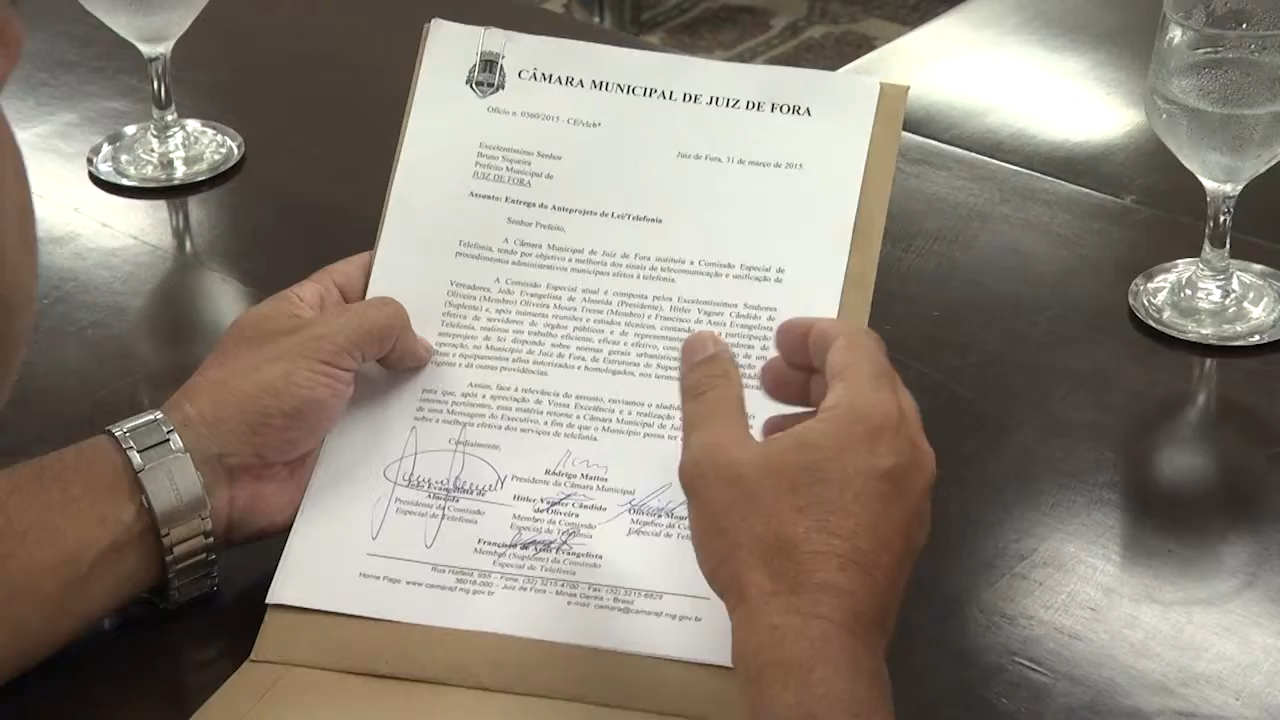 CÂMARA MUNICIPAL DE JUIZ DE FORA
Ofício n. 0560/2015 - CE/vlcb*
Excelentíssimo Senhor
Juiz de Fora, 31 de março de 2015.
Bruno Siqueira
Prefeito Municipal de
JUIZ DE FORA
Assunto: Entrega do Anteprojeto de Lei/Telefonia
Senhor Prefeito,
A Câmara Municipal de Juiz de Fora instituiu a Comissão Especial de
Telefonia, tendo por objetivo a melhoria dos sinais de telecomunicação e unificação de
procedimentos administrativos municipais afetos à telefonia.
A Comissão Especial atual é composta pelos Excelentíssimos Senhores
Vereadores, João Evangelista de Almeida (Presidente), Hitler Vagner Cândido de
Oliveira (Membro) Oliveira Moura Tresse (Membro) e Francisco de Assis Evangelista
(Suplente) e, após inúmeras reuniões e estudos técnicos, contando a participação
efetiva de servidores de órgãos públicos e de
Telefonia, realizou um trabalho eficiente, eficaz e efetivo, de um
anteprojeto de lei dispondo sobre normas gerais
operação, no Município de Juiz de Fora, de Estruturas de
Base e equipamentos afins autorizados e homologados, nos
vigente e dá outras providências.
Assim, face à relevância do assunto, enviamos o
para que, após a apreciação de Vossa Excelência e a realização
internos pertinentes, essa matéria retorne a Câmara Municipal de
de uma Mensagem do Executivo, a fim de que o Município possa ter
sobre a melhoria efetiva dos serviços de telefonia.
Cordialmente,
Rodrigo Mattos
Presidente da Câmara Municipal
João Evangelista de
Almeida
Presidente da Comissão
Especial de Telefonia
Hitler Vagner Cândido
de Oliveira
Membro da Comissão
Especial de Telefonia
Oliveira
Membro da
Especial de
Francisco de Assis Evangelista
Membro (Suplente) da Comissão
Especial de Telefonia
Rua Halfeld, 955 – Fone: (32) 3215-4700 – Fax: (32) 3215-6829
36016-000 – Juiz de Fora – Minas Gerais – Brasil
Home Page: www.camarajf.mg.gov.br
e-mail: camara@camarajf.mg.gov.br